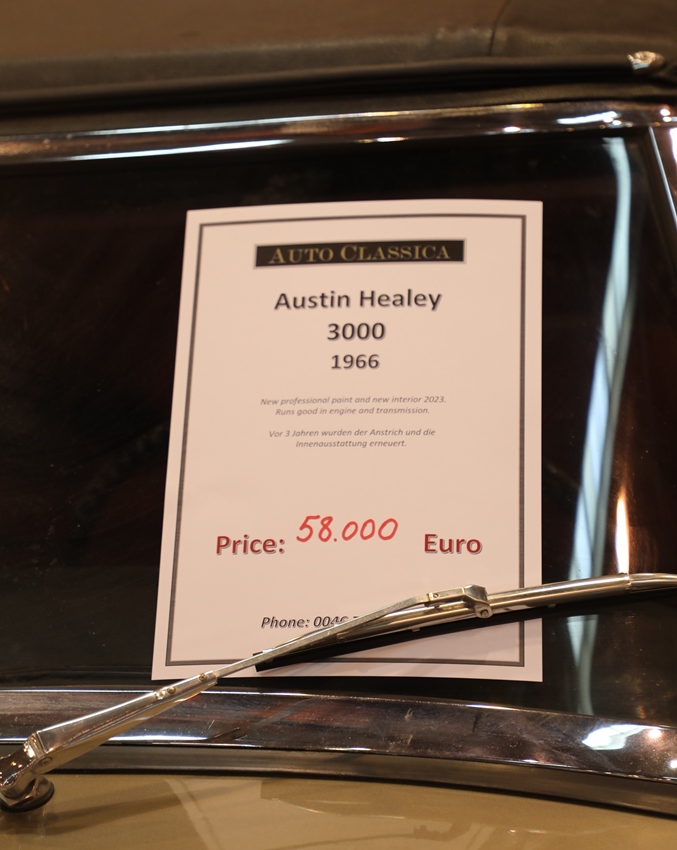 AUTO CLASSICA
Austin Healey
3000
1966
New professional paint and new interior 2023.
Runs good in engine and transmission.
Vor 3 Jahren wurden der Anstrich und die
Innenausstattung erneuert.
Price: 58.000 Euro
Phone: